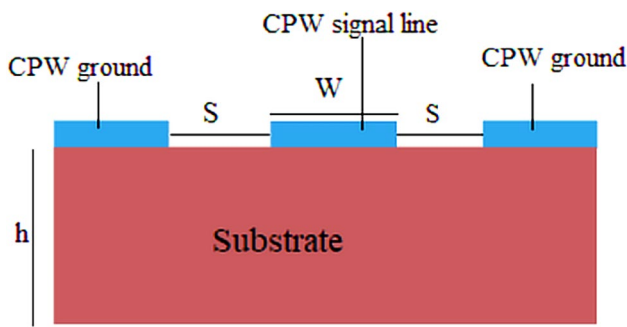 CPW signal line
CPW ground
CPW ground
W
S
S
h
Substrate